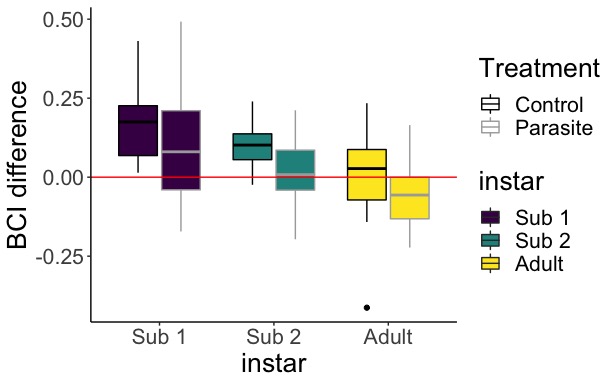 0.50
0.25
0.00
-0.25
BCI difference
Sub 1
Sub 2
Adult
instar
Treatment
Control
Parasite
instar
Sub 1
Sub 2
Adult